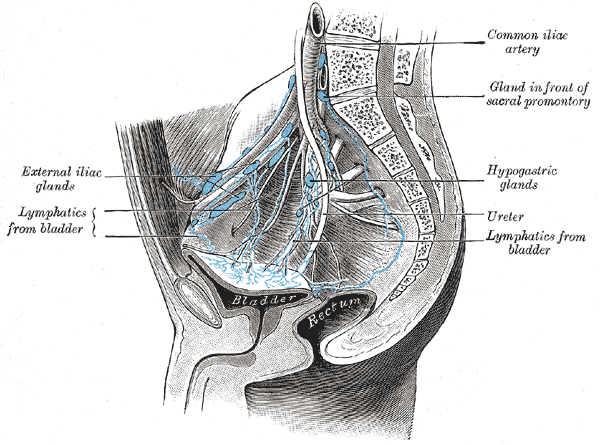 Common iliac
artery
Gland in front of
sacral promontory
External iliac
glands
Hypogastric
glands
Lymphatics
from bladder
Ureter
Lymphatics from
bladder
Bladder
Rectum